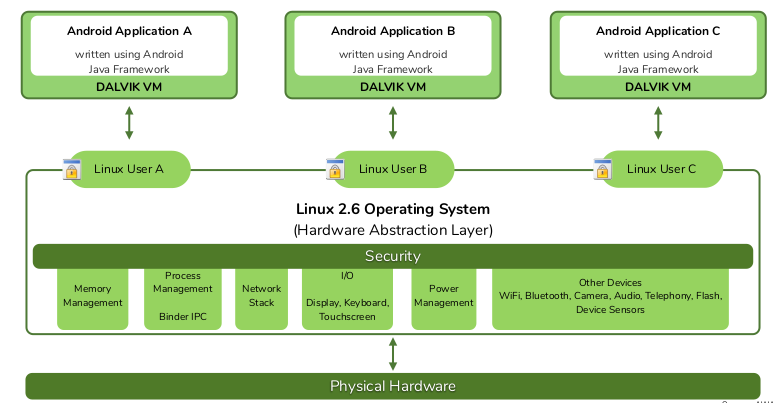 Android Application A
written using Android
Java Framework
DALVIK VM
Android Application B
written using Android
Java Framework
DALVIK VM
Android Application C
written using Android
Java Framework
DALVIK VM
Linux User A
Linux User B
Linux User C
Linux 2.6 Operating System
(Hardware Abstraction Layer)
Security
Memory
Management
Process
Management
Binder IPC
Network
Stack
I/O
Display, Keyboard,
Touchscreen
Power
Management
Other Devices
WiFi, Bluetooth, Camera, Audio, Telephony, Flash,
Device Sensors
Physical Hardware